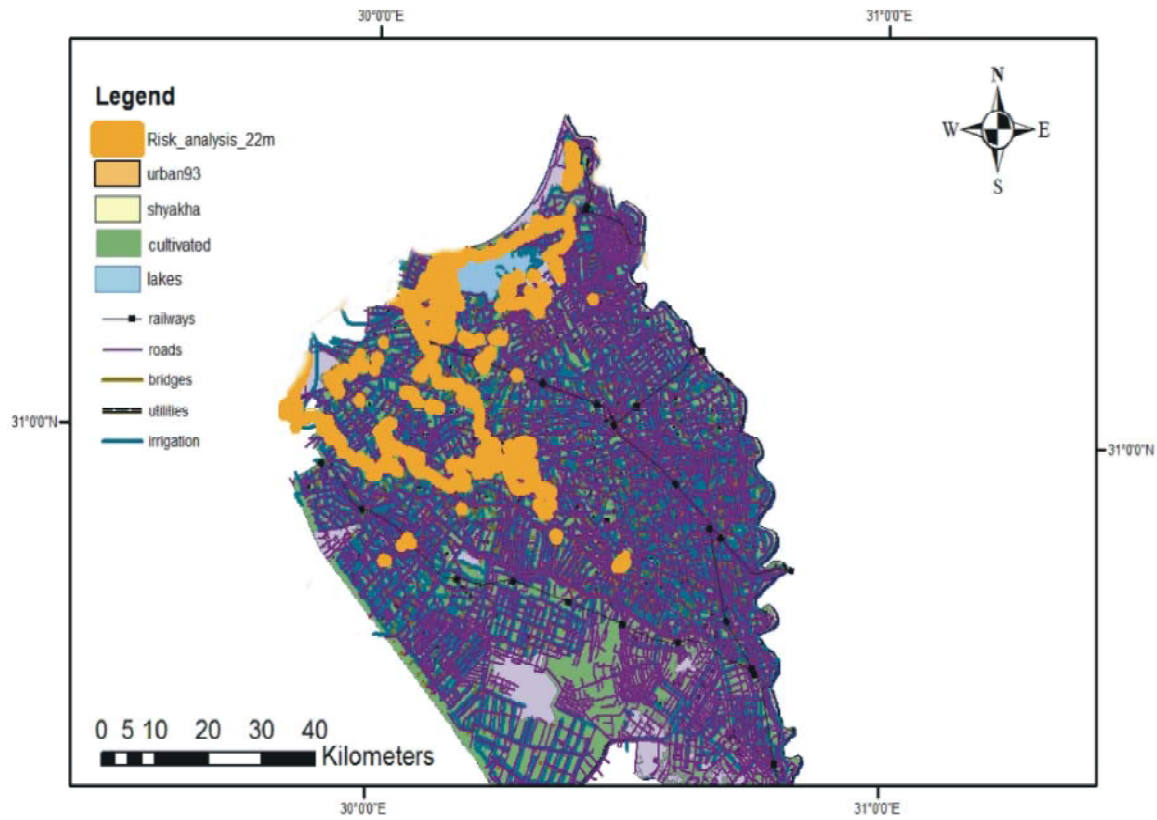 30°0'0"E 31°0'0"E
Legend
Risk_analysis_22m
urban93
shyakha
cultivated
lakes
railways
roads
bridges
utilities
irrigation
N
W E
S
31°0'0"N 31°0'0"N
0 5 10 20 30 40
Kilometers
30°0'0"E 31°0'0"E